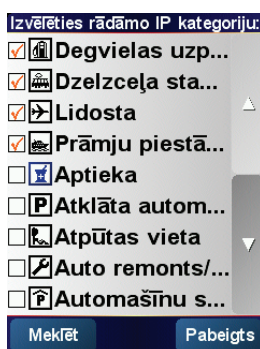 Izvēlēties rādāmo IP kategoriju:
Degvielas uzp...
Dzelzceļa sta...
Lidosta
Prāmju piestā...
Aptieka
P Atklāta autom...
Atpūtas vieta
Auto remonts/...
P Automašīnu s...
Meklēt Pabeigts